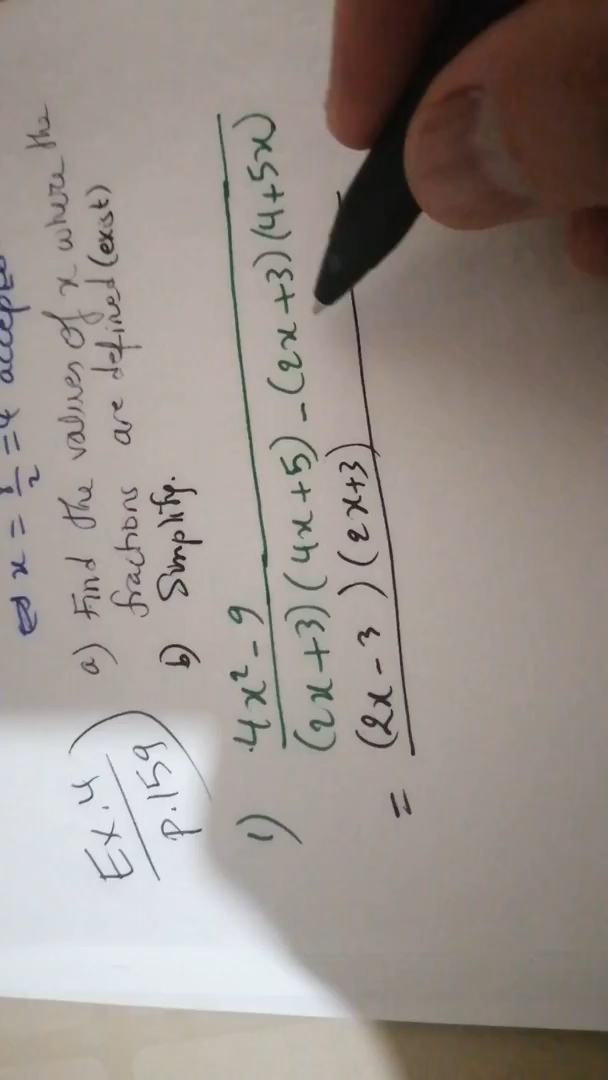 ⇔ x = 8/2 = 4 accepted
Ex.4
p.159
a) Find the values of x where the
fractions are defined (exist)
b) Simplify.
1) 4x² - 9
(2x+3)(4x+5) - (2x+3)(4+5x)
= (2x-3)(2x+3)